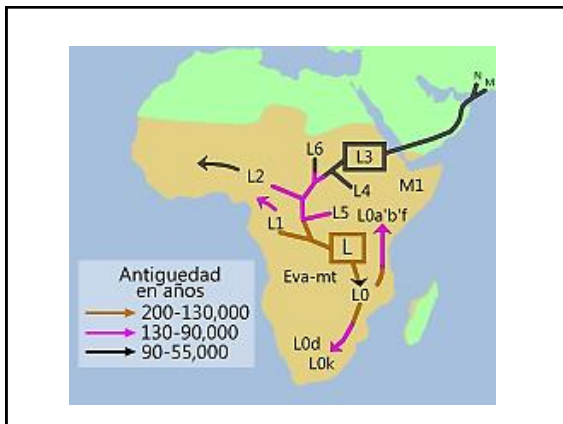 N
M
L6
L3
L2
L4
M1
L5
L0a'b'f
L1
L
Eva-mt
L0
Antiguedad
en años
200-130,000
130-90,000
90-55,000
L0d
L0k